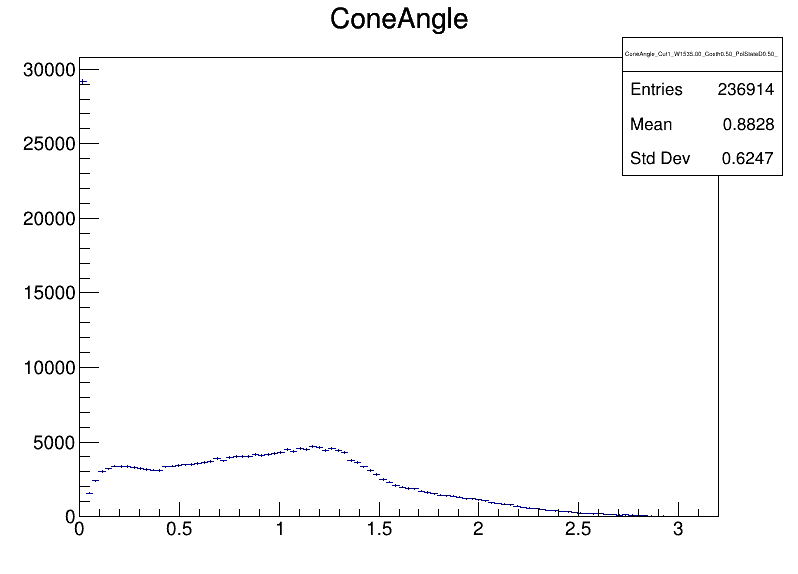 ConeAngle
ConeAngle_Cut1_W1535.00_Costh0.50_PolStateD0.50_
Entries 236914
Mean 0.8828
Std Dev 0.6247
30000
25000
20000
15000
10000
5000
0
0 0.5 1 1.5 2 2.5 3